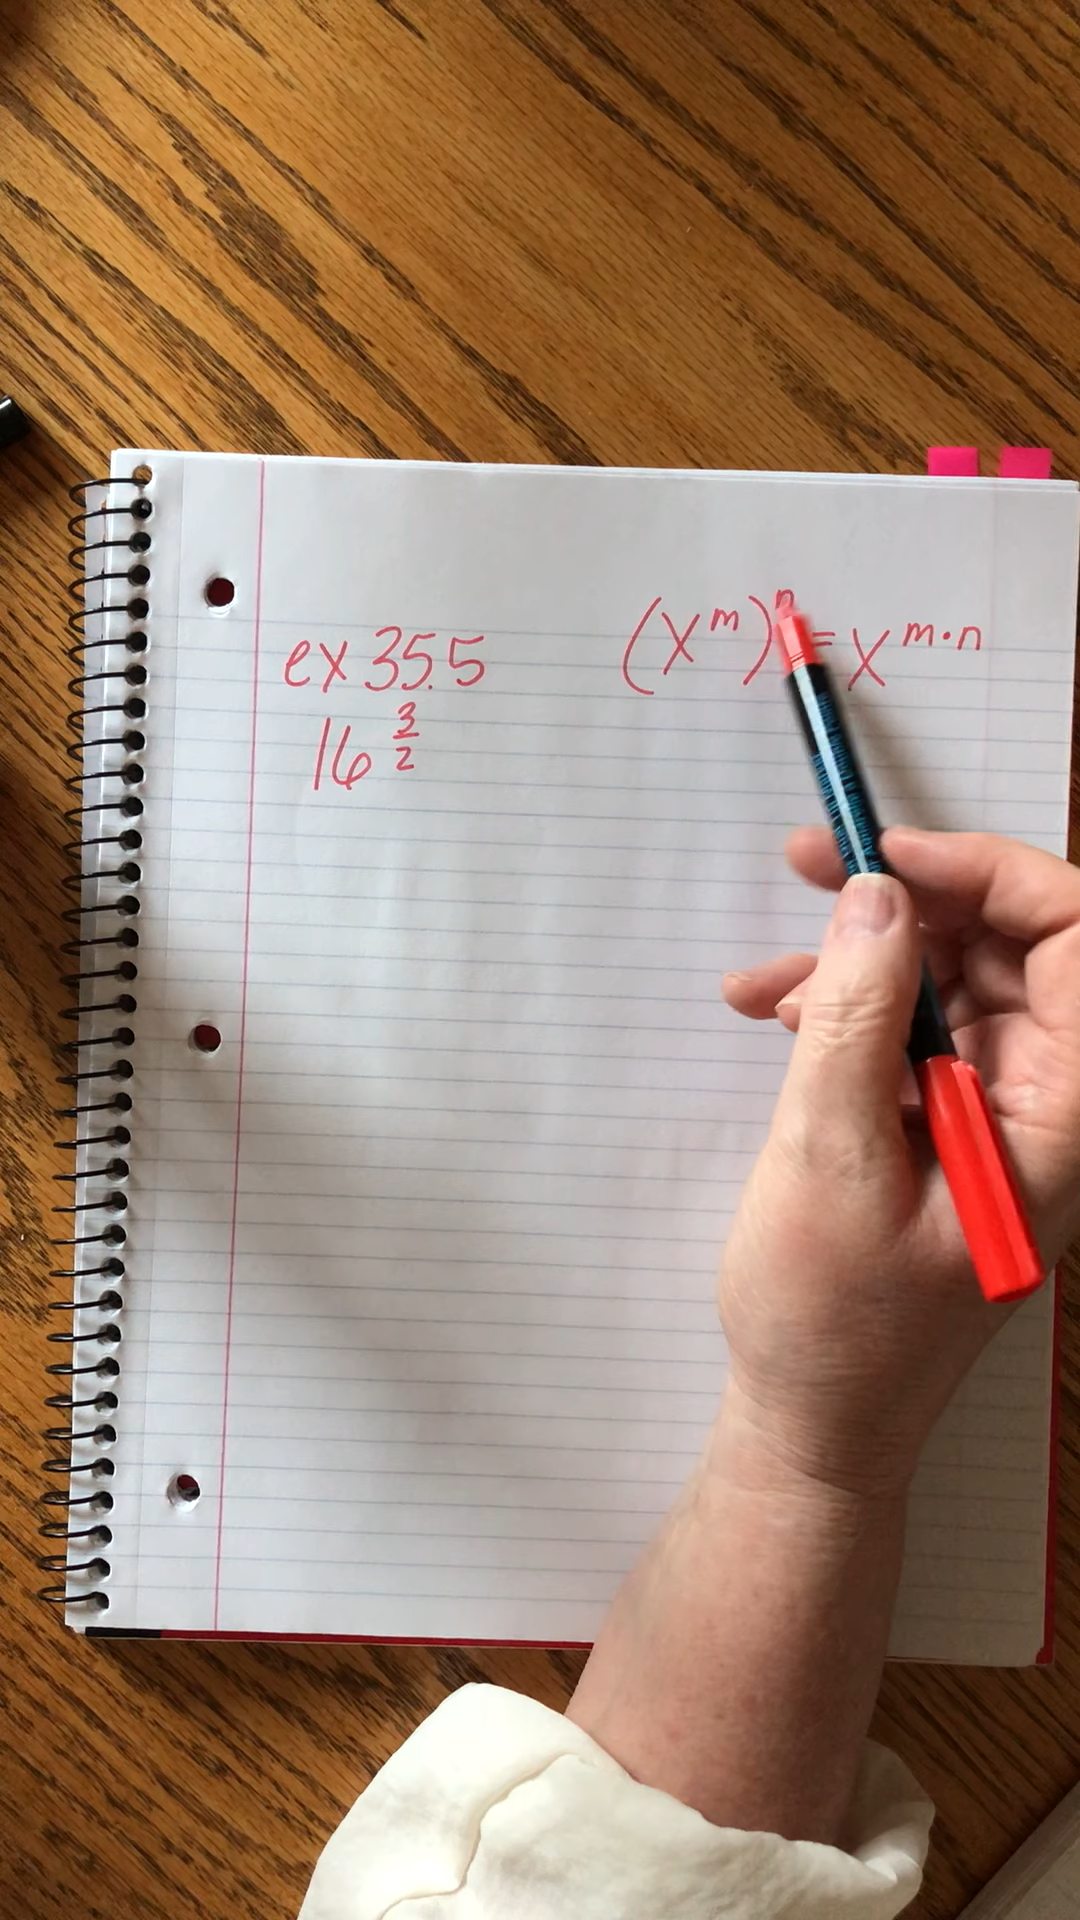 ex 35.5
(x^m)^n = x^{m·n}
16^{3/2}